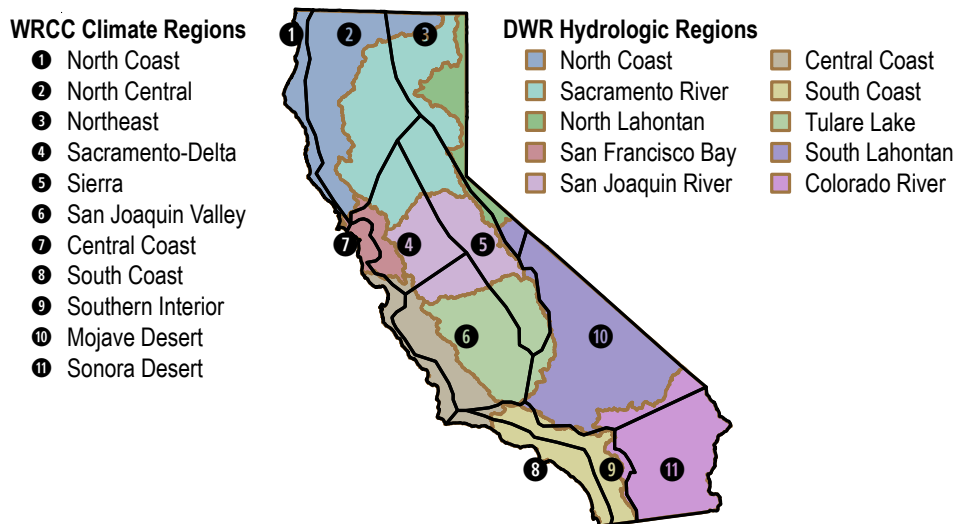 WRCC Climate Regions
1 North Coast
2 North Central
3 Northeast
4 Sacramento-Delta
5 Sierra
6 San Joaquin Valley
7 Central Coast
8 South Coast
9 Southern Interior
10 Mojave Desert
11 Sonora Desert
DWR Hydrologic Regions
North Coast
Sacramento River
North Lahontan
San Francisco Bay
San Joaquin River
Central Coast
South Coast
Tulare Lake
South Lahontan
Colorado River
1
2
3
7
4
5
6
10
8
9
11